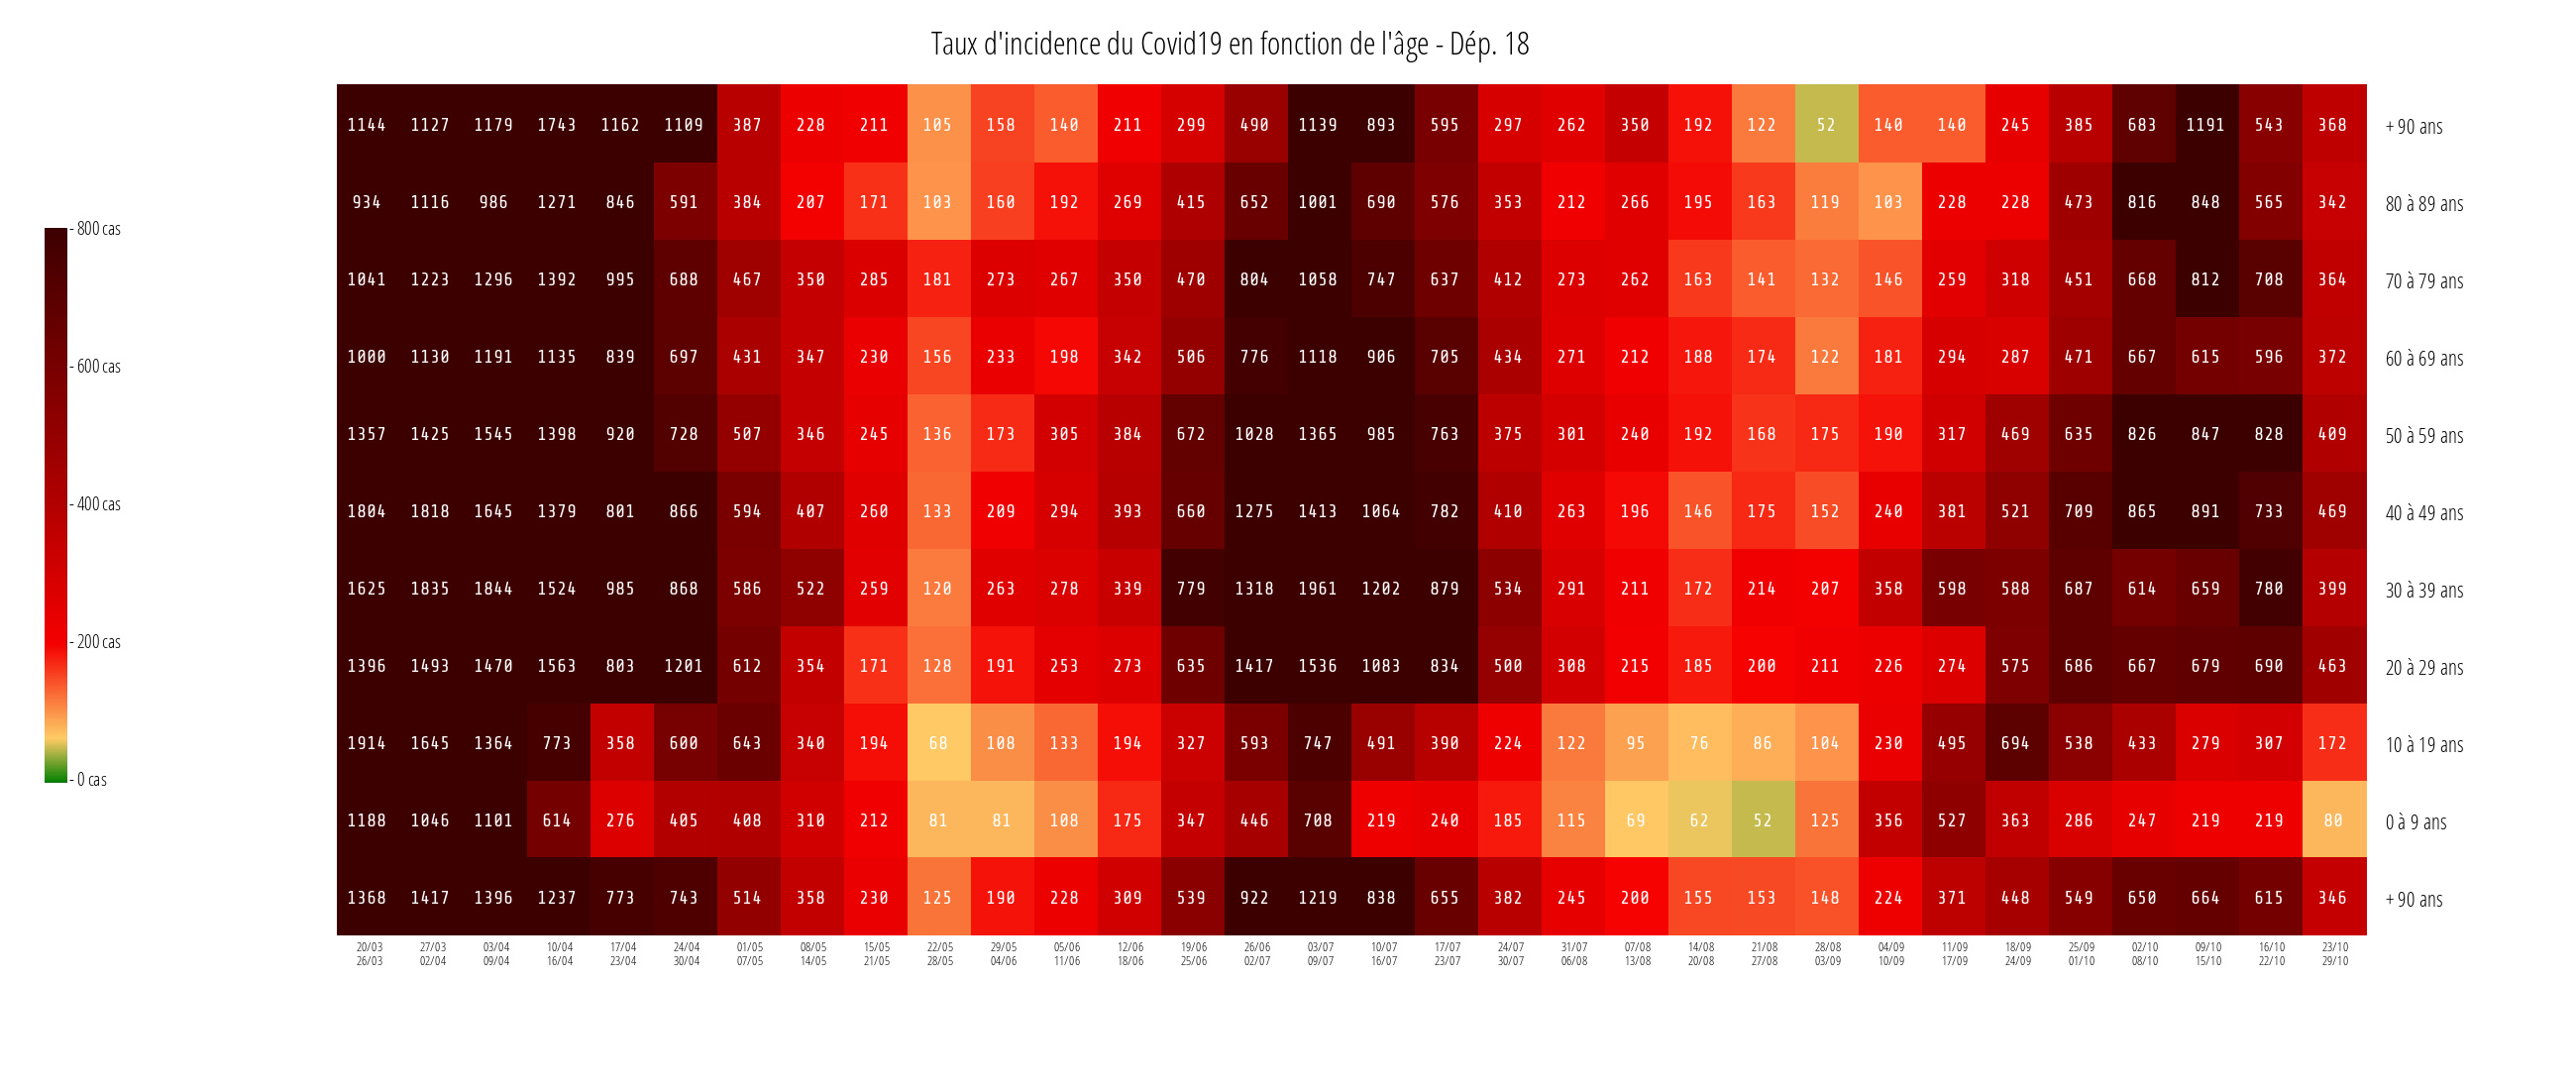 Taux d'incidence du Covid19 en fonction de l'âge - Dép. 18
1144 1127 1179 1743 1162 1109 387 228 211 105 158 140 211 299 490 1139 893 595 297 262 350 192 122 52 140 140 245 385 683 1191 543 368 + 90 ans
934 1116 986 1271 846 591 384 207 171 103 160 192 269 415 652 1001 690 576 353 212 266 195 163 119 103 228 228 473 816 848 565 342 80 à 89 ans
- 800 cas
1041 1223 1296 1392 995 688 467 350 285 181 273 267 350 470 804 1058 747 637 412 273 262 163 141 132 146 259 318 451 668 812 708 364 70 à 79 ans
1000 1130 1191 1135 839 697 431 347 230 156 233 198 342 506 776 1118 906 705 434 271 212 188 174 122 181 294 287 471 667 615 596 372 60 à 69 ans
- 600 cas
1357 1425 1545 1398 920 728 507 346 245 136 173 305 384 672 1028 1365 985 763 375 301 240 192 168 175 190 317 469 635 826 847 828 409 50 à 59 ans
- 400 cas
1804 1818 1645 1379 801 866 594 407 260 133 209 294 393 660 1275 1413 1064 782 410 263 196 146 175 152 240 381 521 709 865 891 733 469 40 à 49 ans
1625 1835 1844 1524 985 868 586 522 259 120 263 278 339 779 1318 1961 1202 879 534 291 211 172 214 207 358 598 588 687 614 659 780 399 30 à 39 ans
- 200 cas
1396 1493 1470 1563 803 1201 612 354 171 128 191 253 273 635 1417 1536 1083 834 500 308 215 185 200 211 226 274 575 686 667 679 690 463 20 à 29 ans
1914 1645 1364 773 358 600 643 340 194 68 108 133 194 327 593 747 491 390 224 122 95 76 86 104 230 495 694 538 433 279 307 172 10 à 19 ans
- 0 cas
1188 1046 1101 614 276 405 408 310 212 81 81 108 175 347 446 708 219 240 185 115 69 62 52 125 356 527 363 286 247 219 219 80 0 à 9 ans
1368 1417 1396 1237 773 743 514 358 230 125 190 228 309 539 922 1219 838 655 382 245 200 155 153 148 224 371 448 549 650 664 615 346 + 90 ans
20/03 27/03 03/04 10/04 17/04 24/04 01/05 08/05 15/05 22/05 29/05 05/06 12/06 19/06 26/06 03/07 10/07 17/07 24/07 31/07 07/08 14/08 21/08 28/08 04/09 11/09 18/09 25/09 02/10 09/10 16/10 23/10
26/03 02/04 09/04 16/04 23/04 30/04 07/05 14/05 21/05 28/05 04/06 11/06 18/06 25/06 02/07 09/07 16/07 23/07 30/07 06/08 13/08 20/08 27/08 03/09 10/09 17/09 24/09 01/10 08/10 15/10 22/10 29/10